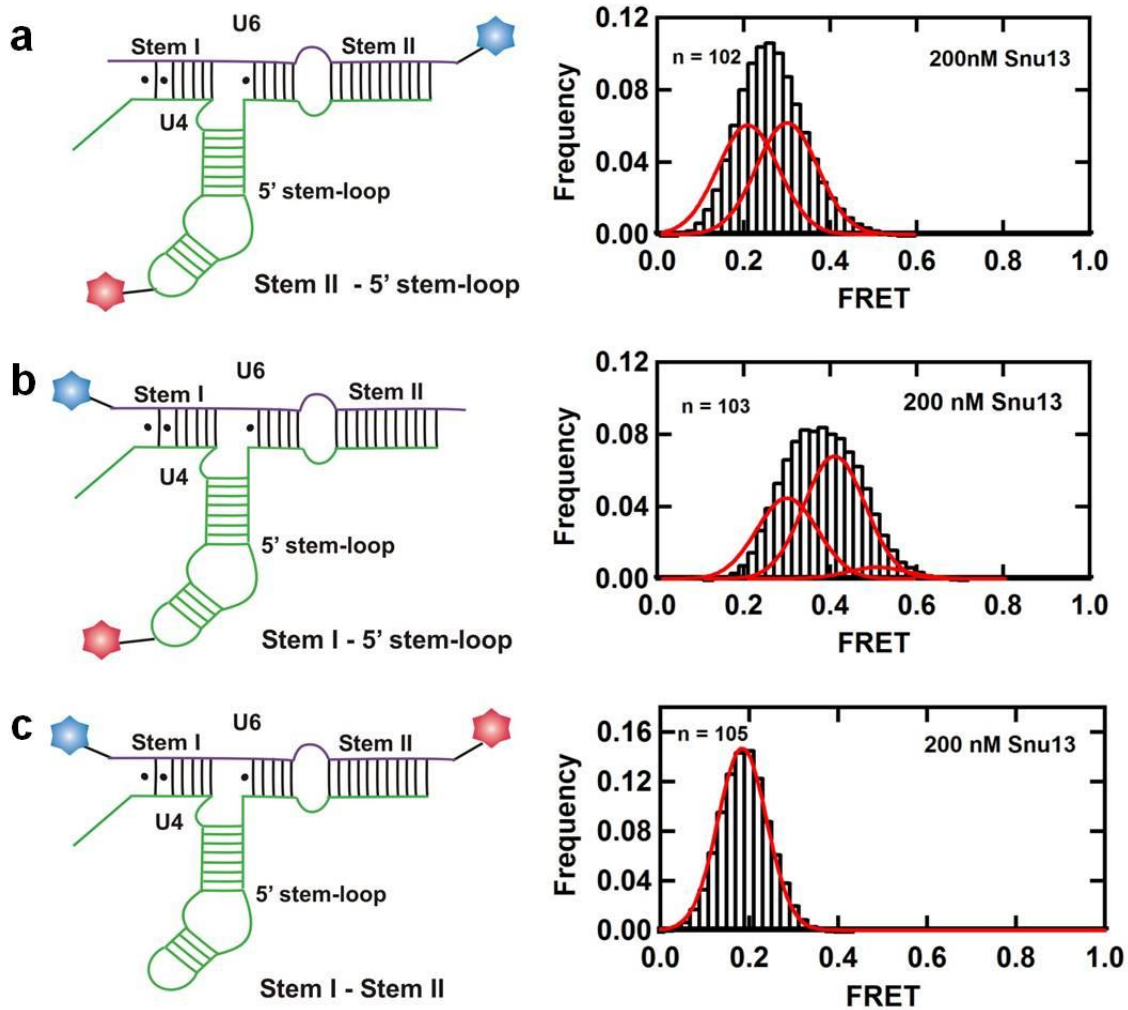 a
U6
Stem I
Stem II
U4
5' stem-loop
Stem II - 5' stem-loop
0.12
n = 102
200nM Snu13
0.08
0.04
0.00
Frequency
0.0 0.2 0.4 0.6 0.8 1.0
FRET
b
U6
Stem I
Stem II
U4
5' stem-loop
Stem I - 5' stem-loop
0.12
n = 103
200 nM Snu13
0.08
0.04
0.00
Frequency
0.0 0.2 0.4 0.6 0.8 1.0
FRET
c
U6
Stem I
Stem II
U4
5' stem-loop
Stem I - Stem II
0.16
n = 105
200 nM Snu13
0.12
0.08
0.04
0.00
Frequency
0.0 0.2 0.4 0.6 0.8 1.0
FRET